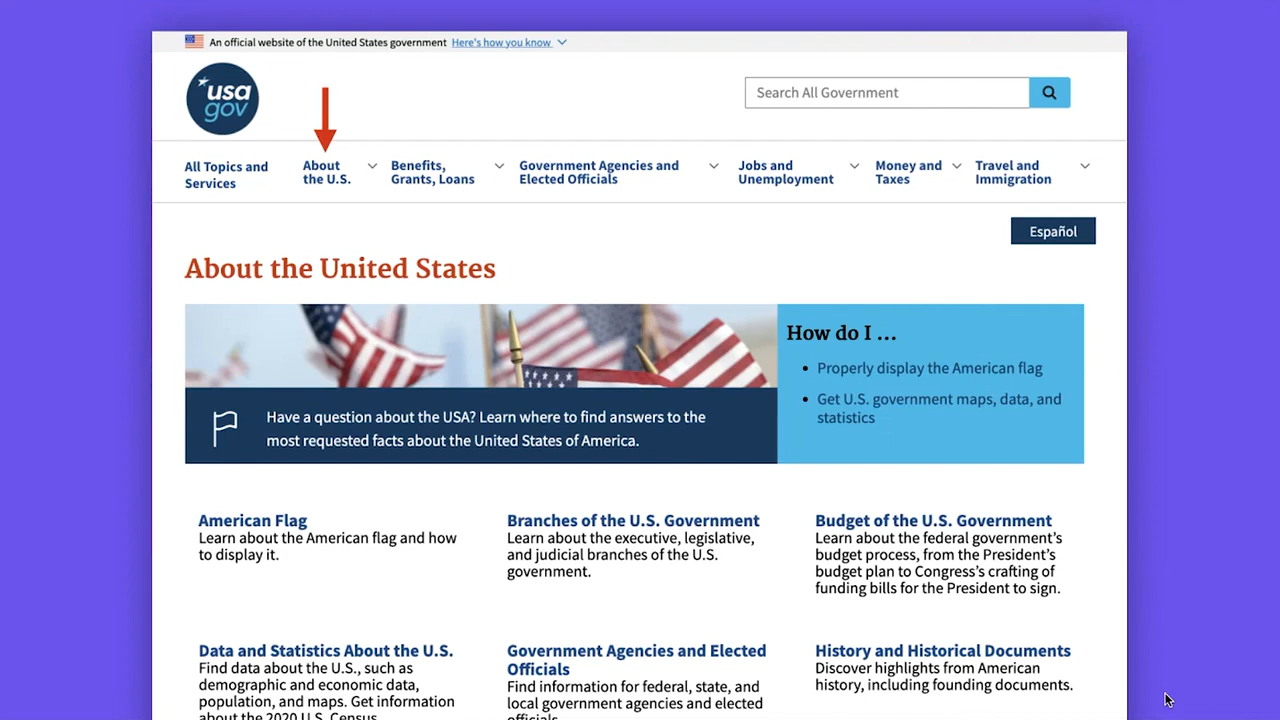 An official website of the United States government Here's how you know
usa
gov
Search All Government
All Topics and
Services
About
the U.S.
Benefits,
Grants, Loans
Government Agencies and
Elected Officials
Jobs and
Unemployment
Money and
Taxes
Travel and
Immigration
Español
About the United States
Have a question about the USA? Learn where to find answers to the
most requested facts about the United States of America.
How do I ...
Properly display the American flag
Get U.S. government maps, data, and
statistics
American Flag
Learn about the American flag and how
to display it.
Branches of the U.S. Government
Learn about the executive, legislative,
and judicial branches of the U.S.
government.
Budget of the U.S. Government
Learn about the federal government's
budget process, from the President's
budget plan to Congress's crafting of
funding bills for the President to sign.
Data and Statistics About the U.S.
Find data about the U.S., such as
demographic and economic data,
population, and maps. Get information
about the 2020 U.S. Census
Government Agencies and Elected
Officials
Find information for federal, state, and
local government agencies and elected
officials.
History and Historical Documents
Discover highlights from American
history, including founding documents.